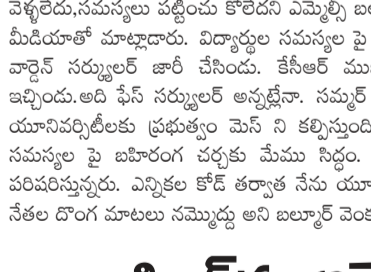 వెళ్ళలేదు,సమస్యలు పట్టించు కోలేదని ఎమ్మెల్సీ బల
మీడియాతో మాట్లాడారు. విద్యార్థుల సమస్యల పై
వార్డెన్ సర్క్యులర్ జారీ చేసిండు. కేసీఆర్ ము
ఇచ్చిండు.అది ఫేస్ సర్క్యులర్ అన్నట్లేనా. సమ్మర్
యూనివర్సిటీలకు ప్రభుత్వం మెస్ ని కల్పిస్తుంది
సమస్యల పై బహిరంగ చర్చకు మేము సిద్ధం.
పరిషరిస్తున్నరు. ఎన్నికల కోడ్ తర్వాత నేను యూ
నేతల దొంగ మాటలు నమ్మొద్దు అని బల్మూర్ వెంక